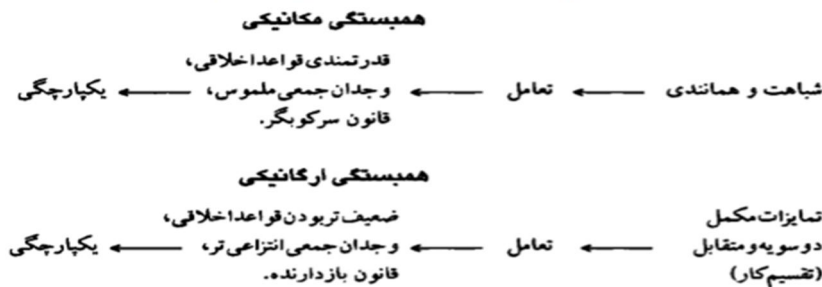 همبستگی مکانیکی
شباهت و همانندی ← تعامل ← قدرتمندی قواعد اخلاقی، ← یکپارچگی
وجدان جمعی ملموس،
قانون سرکوبگر.
همبستگی ارگانیکی
تمایزات مکمل
دوسویه و متقابل
(تقسیم کار) ← تعامل ← ضعیف تر بودن قواعد اخلاقی،
وجدان جمعی انتزاعی تر،
قانون بازدارنده. ← یکپارچگی